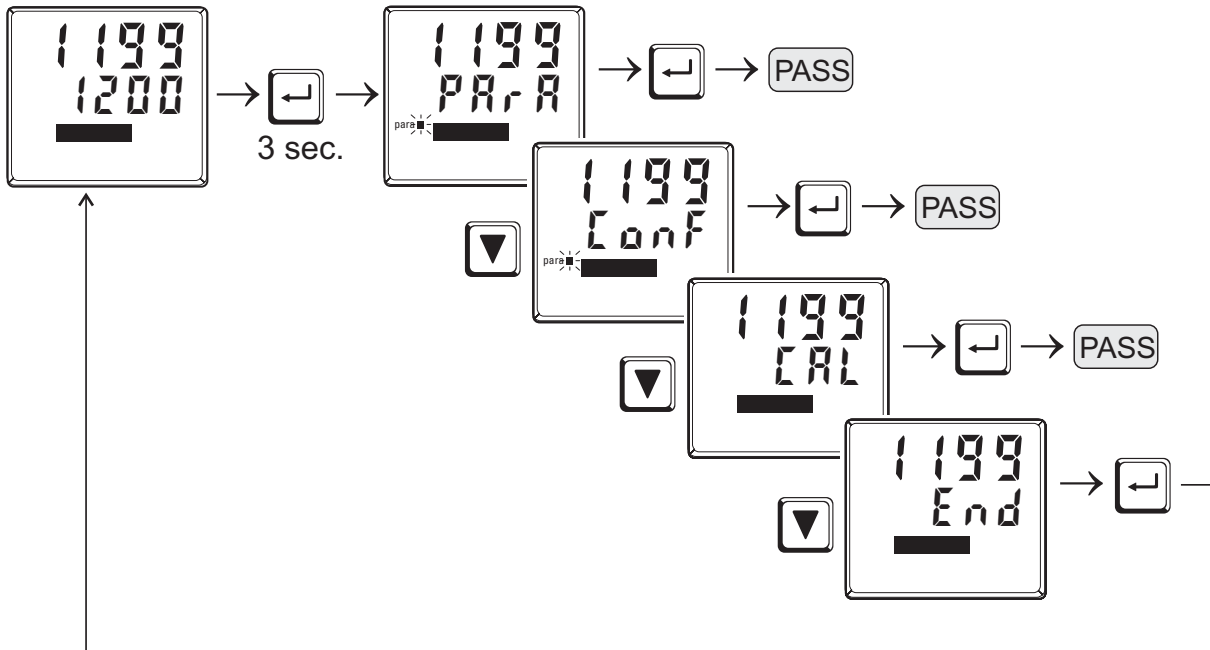 1199
1200
3 sec.
1199
PArA
para
PASS
1199
ConF
para
PASS
1199
CAL
PASS
1199
End